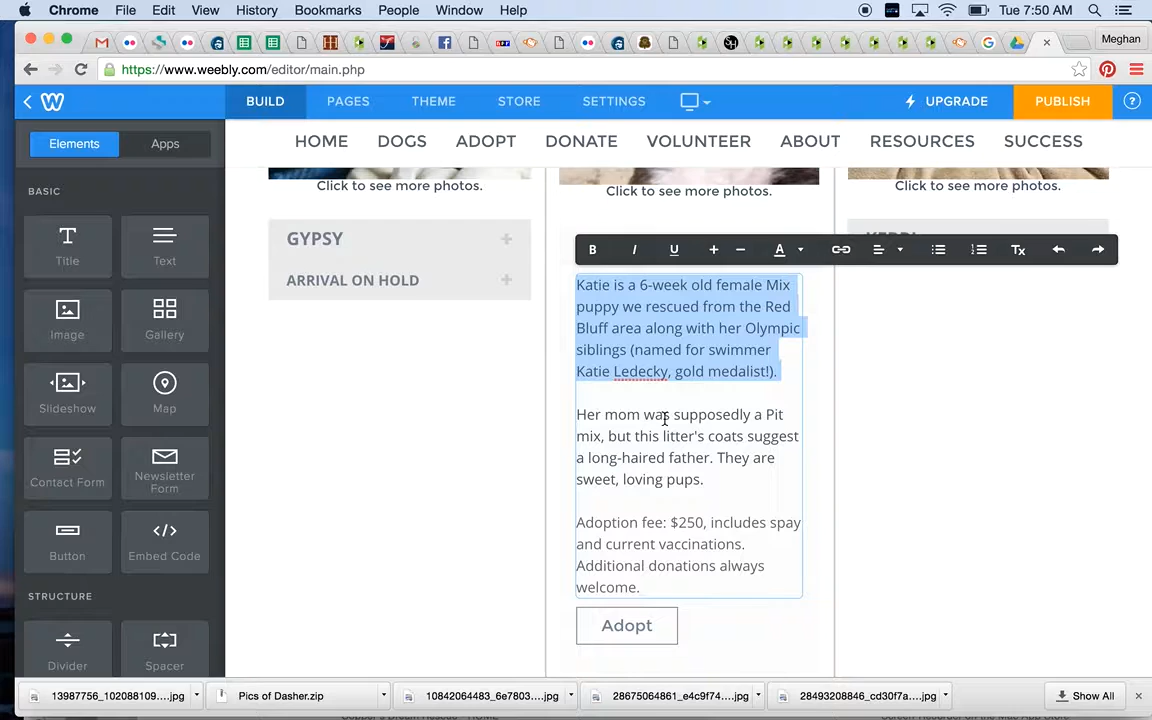 Chrome File Edit View History Bookmarks People Window Help Tue 7:50 AM
Meghan
https://www.weebly.com/editor/main.php
BUILD PAGES THEME STORE SETTINGS UPGRADE PUBLISH ?
Elements Apps
HOME DOGS ADOPT DONATE VOLUNTEER ABOUT RESOURCES SUCCESS
Click to see more photos. Click to see more photos. Click to see more photos.
BASIC
Title Text
Image Gallery
Slideshow Map
Contact Form Newsletter Form
Button Embed Code
STRUCTURE
Divider Spacer
GYPSY +
ARRIVAL ON HOLD +
B I U + − A Tx
Katie is a 6-week old female Mix
puppy we rescued from the Red
Bluff area along with her Olympic
siblings (named for swimmer
Katie Ledecky, gold medalist!).
Her mom was supposedly a Pit
mix, but this litter's coats suggest
a long-haired father. They are
sweet, loving pups.
Adoption fee: $250, includes spay
and current vaccinations.
Additional donations always
welcome.
Adopt
13987756_102088109....jpg Pics of Dasher.zip 10842064483_6e7803....jpg 28675064861_e4c9f74....jpg 28493208846_cd30f7a....jpg Show All